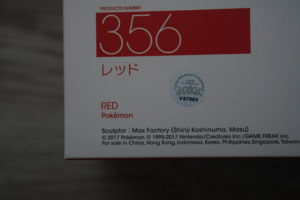 PRODUCTS NUMBER
356
レッド
RED
Pokémon
Sculptor : Max Factory (Shinji Koshinuma, Masu)
© 2017 Pokémon. © 1995-2017 Nintendo/Creatures Inc./GAME FREAK inc.
For sale in China, Hong Kong, Indonesia, Korea, Philippines, Singapore, Taiwan